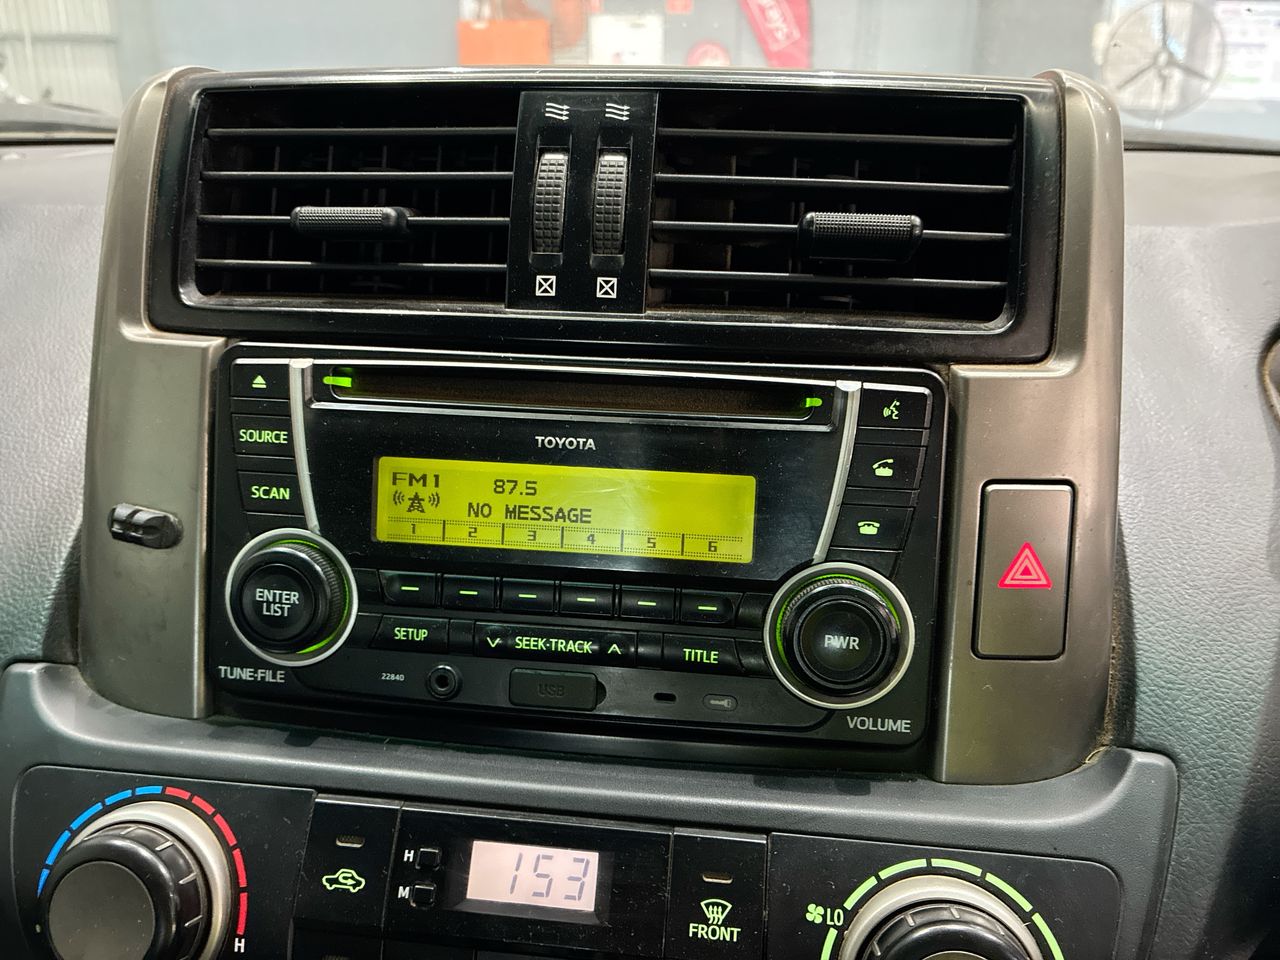 TOYOTA
SOURCE
SCAN
FM1 87.5
NO MESSAGE
1 2 3 4 5 6
ENTER
LIST
PWR
SETUP
SEEK·TRACK
TITLE
TUNE·FILE
22840
USB
VOLUME
H
M
153
H
FRONT
LO